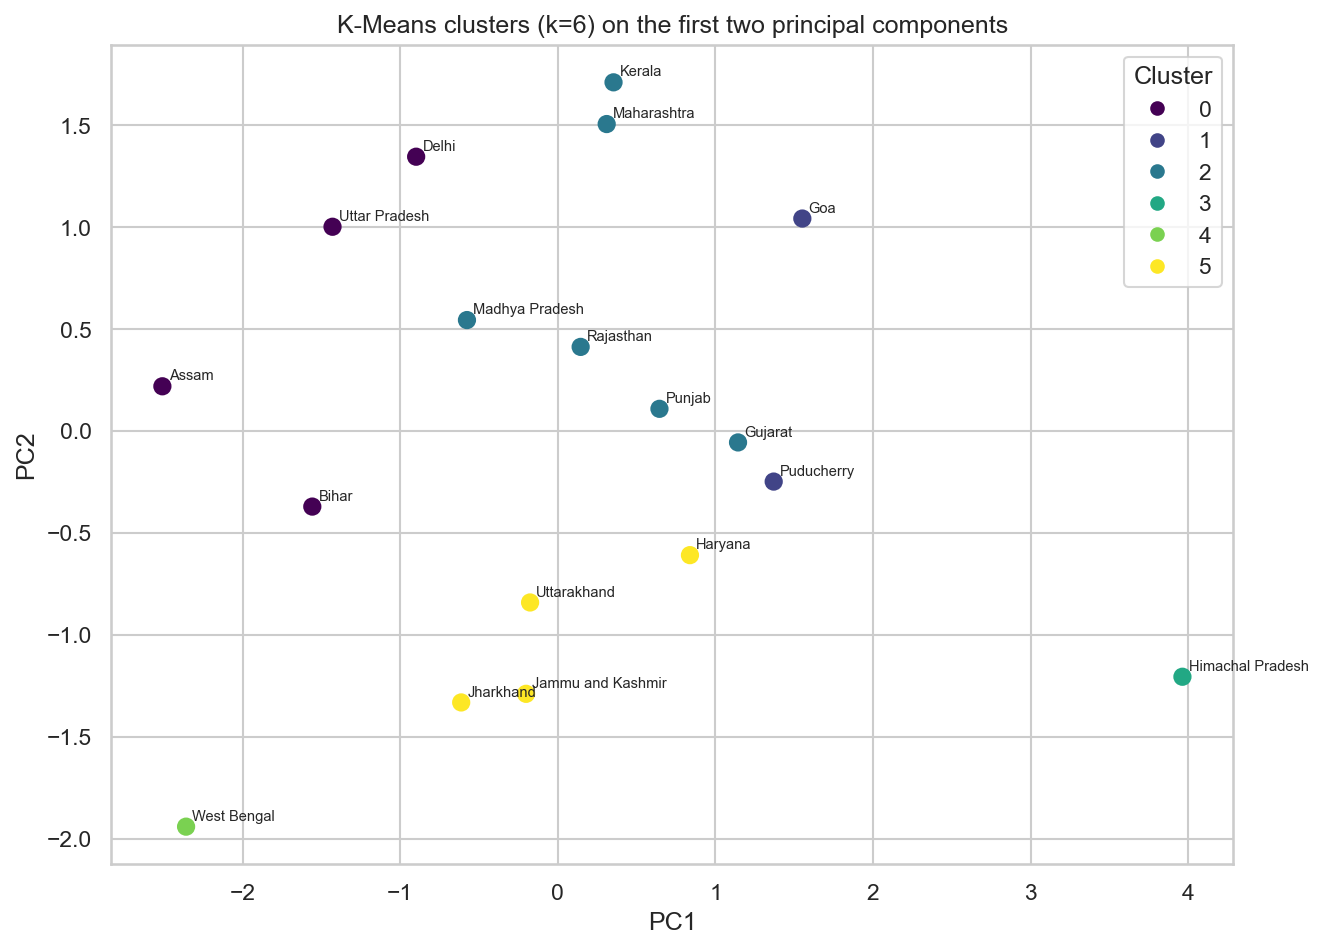 K-Means clusters (k=6) on the first two principal components
Kerala
Maharashtra
Delhi
Uttar Pradesh
Goa
Madhya Pradesh
Rajasthan
Assam
Punjab
Gujarat
Puducherry
Bihar
Haryana
Uttarakhand
Himachal Pradesh
Jammu and Kashmir
Jharkhand
West Bengal
Cluster
0
1
2
3
4
5
1.5
1.0
0.5
0.0
−0.5
−1.0
−1.5
−2.0
PC2
−2 −1 0 1 2 3 4
PC1